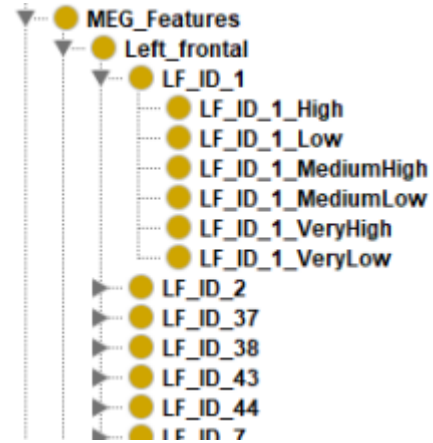 MEG_Features
Left_frontal
LF_ID_1
LF_ID_1_High
LF_ID_1_Low
LF_ID_1_MediumHigh
LF_ID_1_MediumLow
LF_ID_1_VeryHigh
LF_ID_1_VeryLow
LF_ID_2
LF_ID_37
LF_ID_38
LF_ID_43
LF_ID_44
LF_ID_7